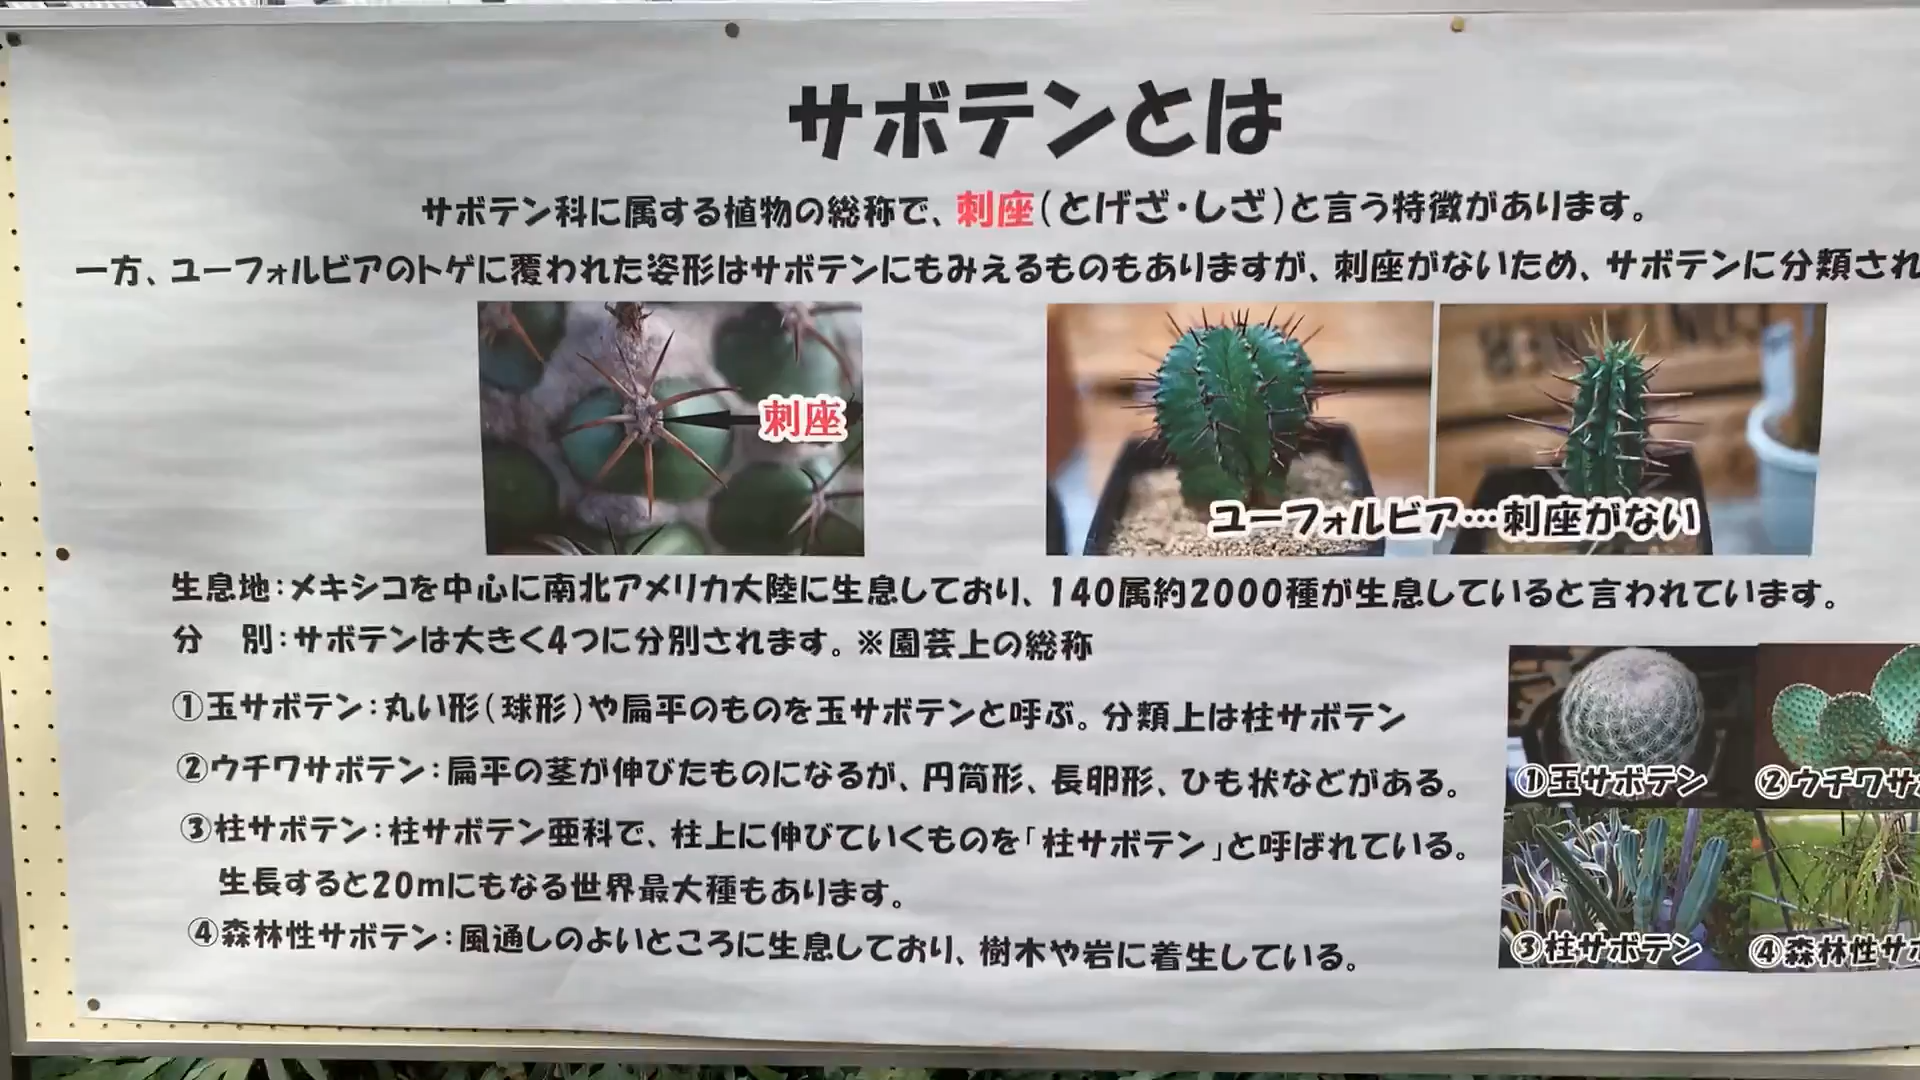 サボテンとは
サボテン科に属する植物の総称で、刺座(とげざ・しざ)と言う特徴があります。
一方、ユーフォルビアのトゲに覆われた姿形はサボテンにもみえるものもありますが、刺座がないため、サボテンに分類され
刺座
ユーフォルビア…刺座がない
生息地:メキシコを中心に南北アメリカ大陸に生息しており、140属約2000種が生息していると言われています。
分　別:サボテンは大きく4つに分別されます。※園芸上の総称
①玉サボテン:丸い形(球形)や扁平のものを玉サボテンと呼ぶ。分類上は柱サボテン
②ウチワサボテン:扁平の茎が伸びたものになるが、円筒形、長卵形、ひも状などがある。
③柱サボテン:柱サボテン亜科で、柱上に伸びていくものを「柱サボテン」と呼ばれている。
生長すると20mにもなる世界最大種もあります。
④森林性サボテン:風通しのよいところに生息しており、樹木や岩に着生している。
①玉サボテン
②ウチワサ
③柱サボテン
④森林性サ